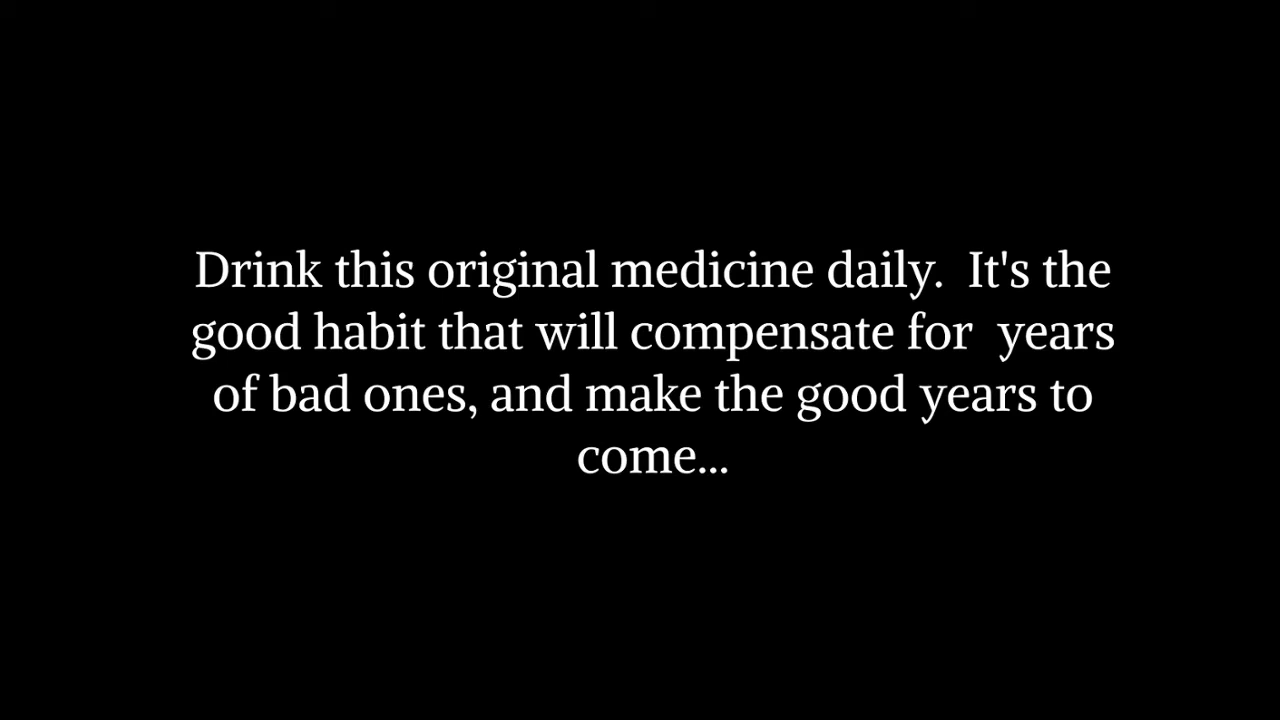 Drink this original medicine daily.  It's the
good habit that will compensate for  years
of bad ones, and make the good years to
come...